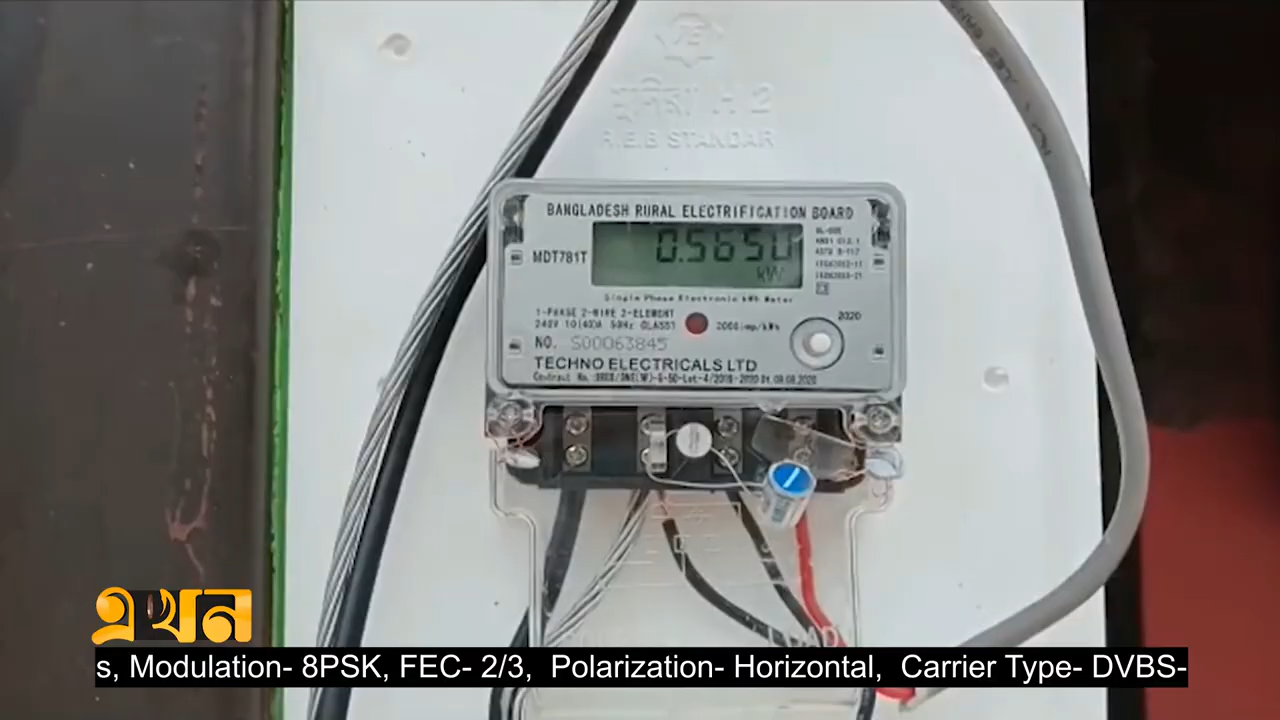 R.E.B STANDAR
BANGLADESH RURAL ELECTRIFICATION BOARD
0.5650
kW
MDT781T
Single Phase Electronic kWh Meter
1-PHASE 2-WIRE 2-ELEMENT
240V 10(40)A 50Hz CLASS1
2000imp/kWh
2020
NO. S00063845
TECHNO ELECTRICALS LTD
LOAD
এখন
s, Modulation- 8PSK, FEC- 2/3, Polarization- Horizontal, Carrier Type- DVBS-